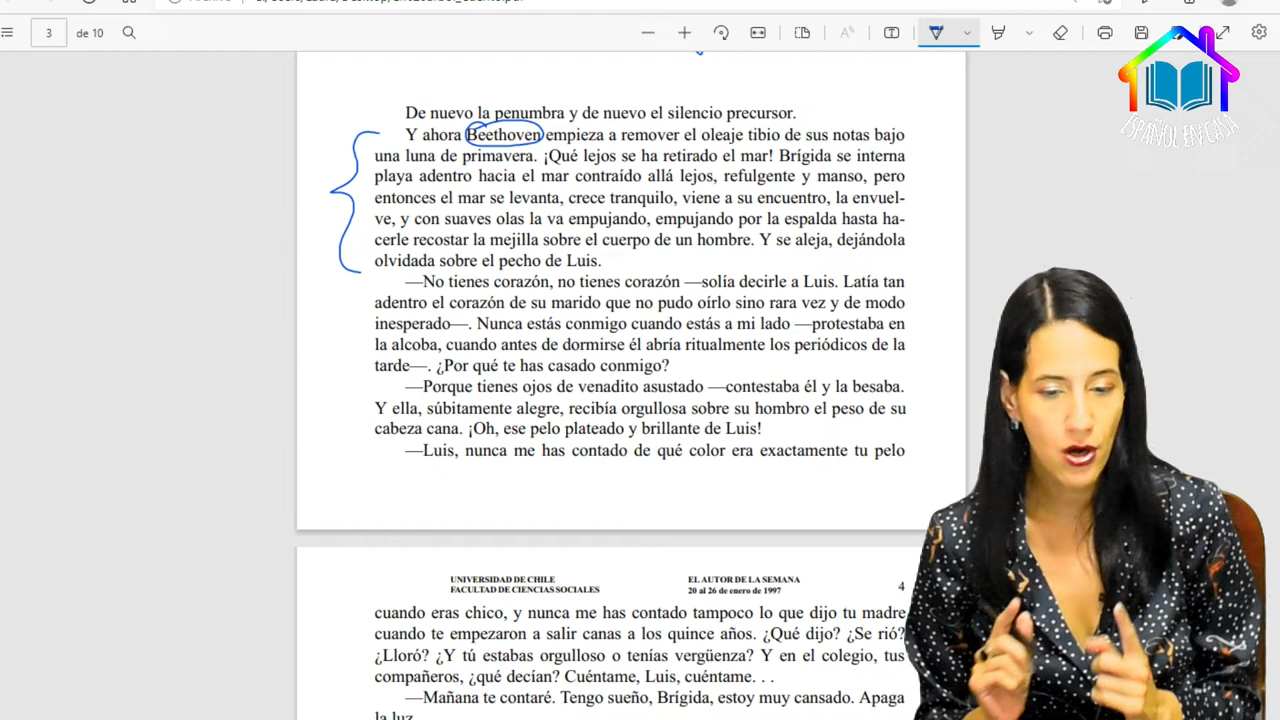 3
de 10
ESPAÑOL EN CASA
De nuevo la penumbra y de nuevo el silencio precursor.
Y ahora Beethoven empieza a remover el oleaje tibio de sus notas bajo
una luna de primavera. ¡Qué lejos se ha retirado el mar! Brígida se interna
playa adentro hacia el mar contraído allá lejos, refulgente y manso, pero
entonces el mar se levanta, crece tranquilo, viene a su encuentro, la envuel-
ve, y con suaves olas la va empujando, empujando por la espalda hasta ha-
cerle recostar la mejilla sobre el cuerpo de un hombre. Y se aleja, dejándola
olvidada sobre el pecho de Luis.
—No tienes corazón, no tienes corazón —solía decirle a Luis. Latía tan
adentro el corazón de su marido que no pudo oírlo sino rara vez y de modo
inesperado—. Nunca estás conmigo cuando estás a mi lado —protestaba en
la alcoba, cuando antes de dormirse él abría ritualmente los periódicos de la
tarde—. ¿Por qué te has casado conmigo?
—Porque tienes ojos de venadito asustado —contestaba él y la besaba.
Y ella, súbitamente alegre, recibía orgullosa sobre su hombro el peso de su
cabeza cana. ¡Oh, ese pelo plateado y brillante de Luis!
—Luis, nunca me has contado de qué color era exactamente tu pelo
UNIVERSIDAD DE CHILE
FACULTAD DE CIENCIAS SOCIALES
EL AUTOR DE LA SEMANA
20 al 26 de enero de 1997
4
cuando eras chico, y nunca me has contado tampoco lo que dijo tu madre
cuando te empezaron a salir canas a los quince años. ¿Qué dijo? ¿Se rió?
¿Lloró? ¿Y tú estabas orgulloso o tenías vergüenza? Y en el colegio, tus
compañeros, ¿qué decían? Cuéntame, Luis, cuéntame. . .
—Mañana te contaré. Tengo sueño, Brígida, estoy muy cansado. Apaga
la luz.